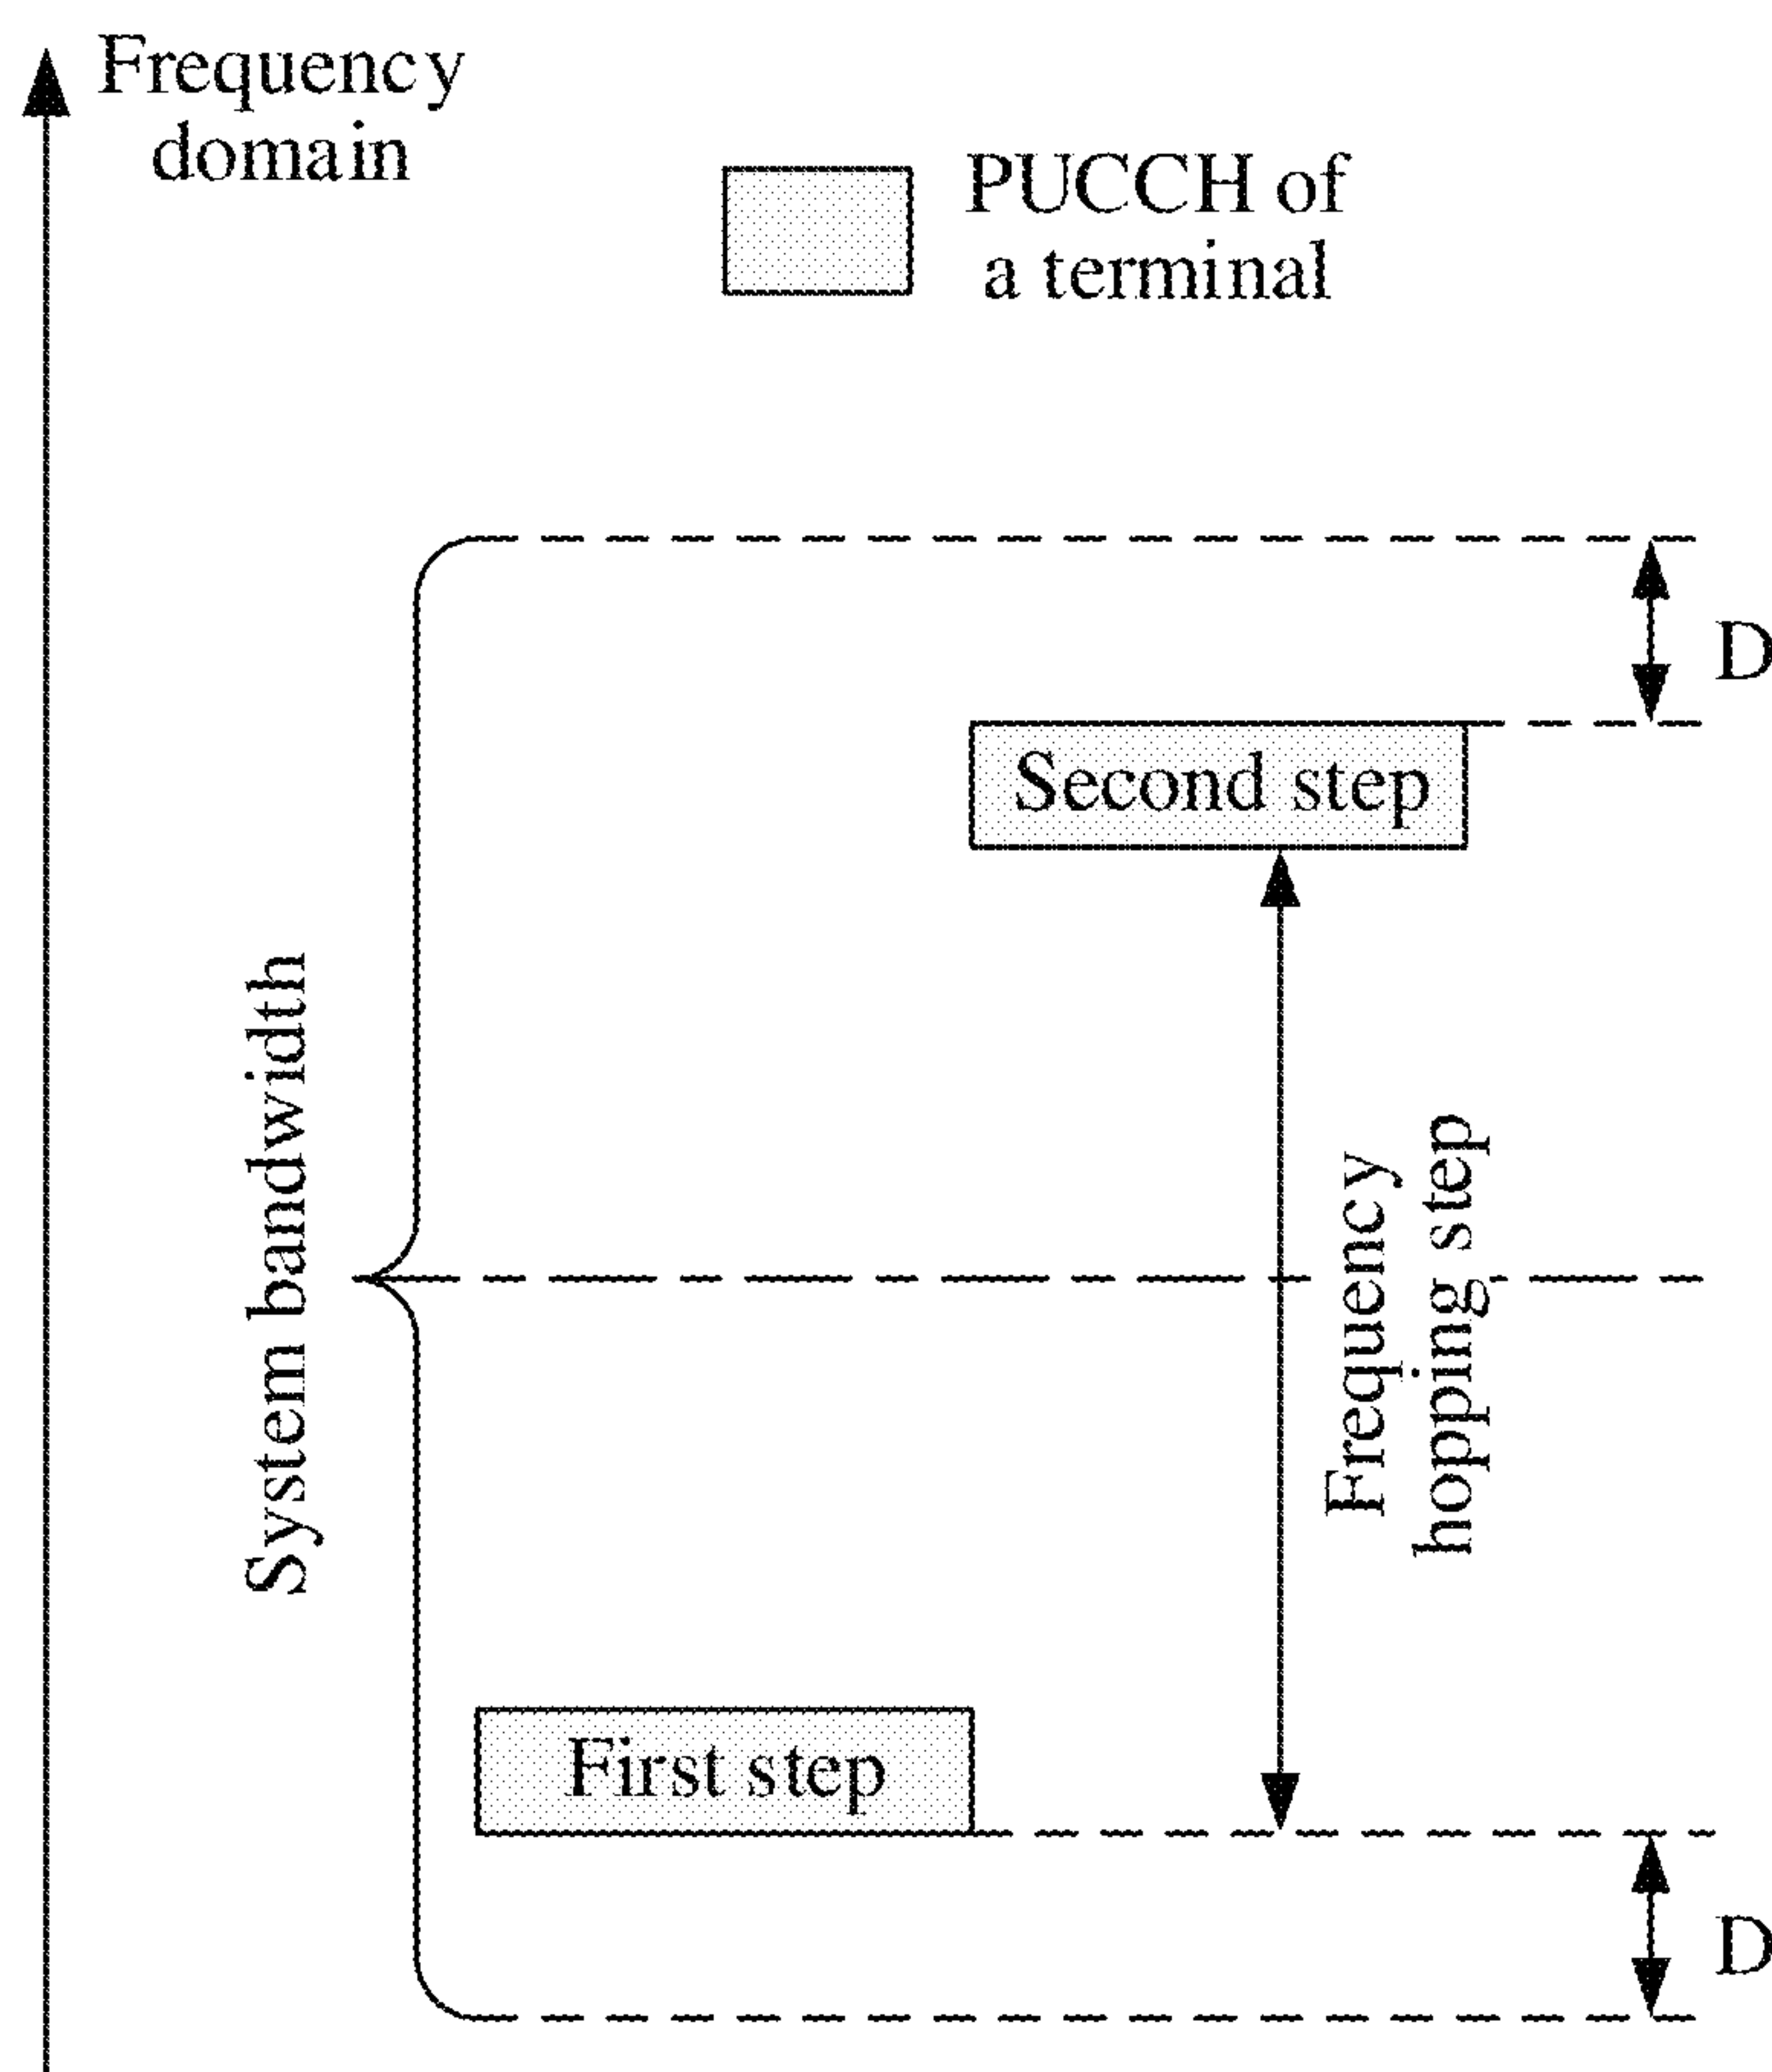 Frequency
domain
PUCCH of
a terminal
D
Second step
System bandwidth
Frequency
hopping step
First step
D